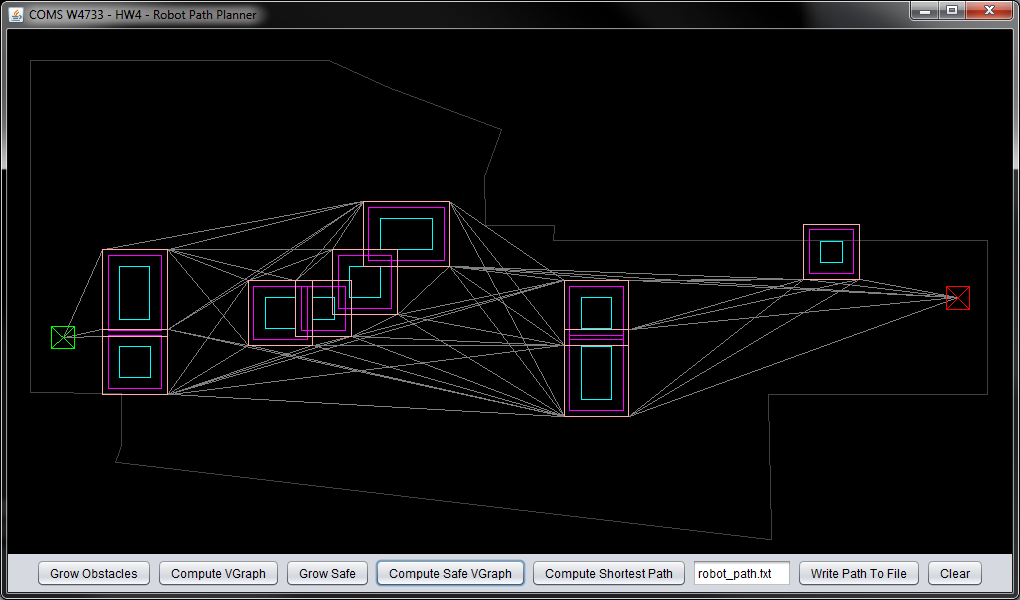 COMS W4733 - HW4 - Robot Path Planner
Grow Obstacles Compute VGraph Grow Safe Compute Safe VGraph Compute Shortest Path robot_path.txt Write Path To File Clear